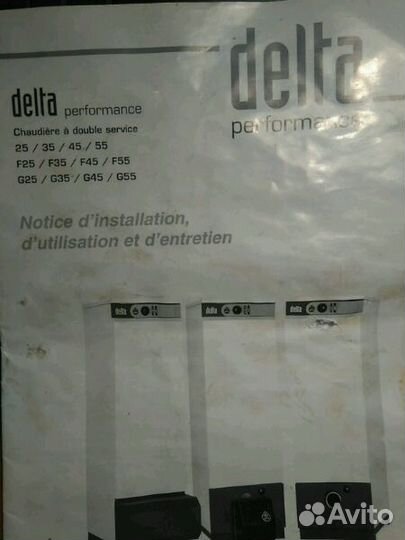 delta
performance
delta performance
Chaudière à double service
25 / 35 / 45 / 55
F25 / F35 / F45 / F55
G25 / G35 / G45 / G55
Notice d'installation,
d'utilisation et d'entretien
delta
delta
delta
Avito